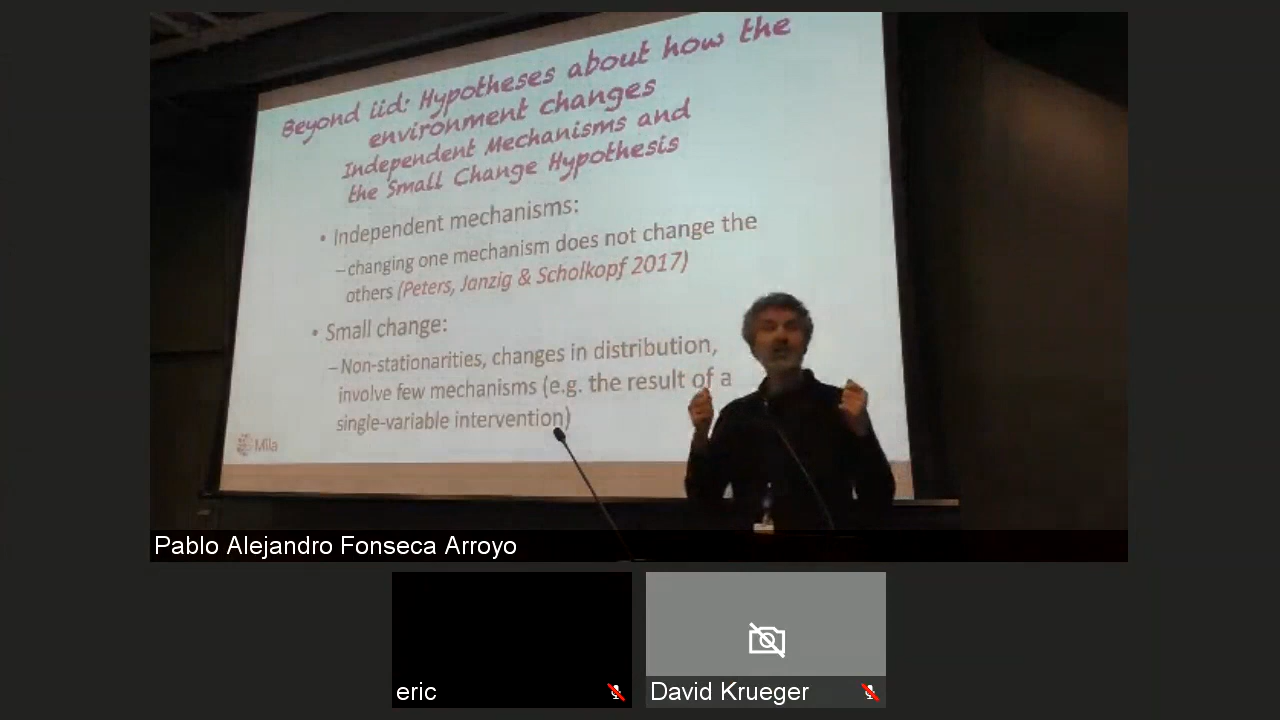 Beyond iid: Hypotheses about how the
environment changes
Independent Mechanisms and
the Small Change Hypothesis
• Independent mechanisms:
–changing one mechanism does not change the
others (Peters, Janzig & Scholkopf 2017)
• Small change:
–Non-stationarities, changes in distribution,
involve few mechanisms (e.g. the result of a
single-variable intervention)
Mila
Pablo Alejandro Fonseca Arroyo
eric
David Krueger